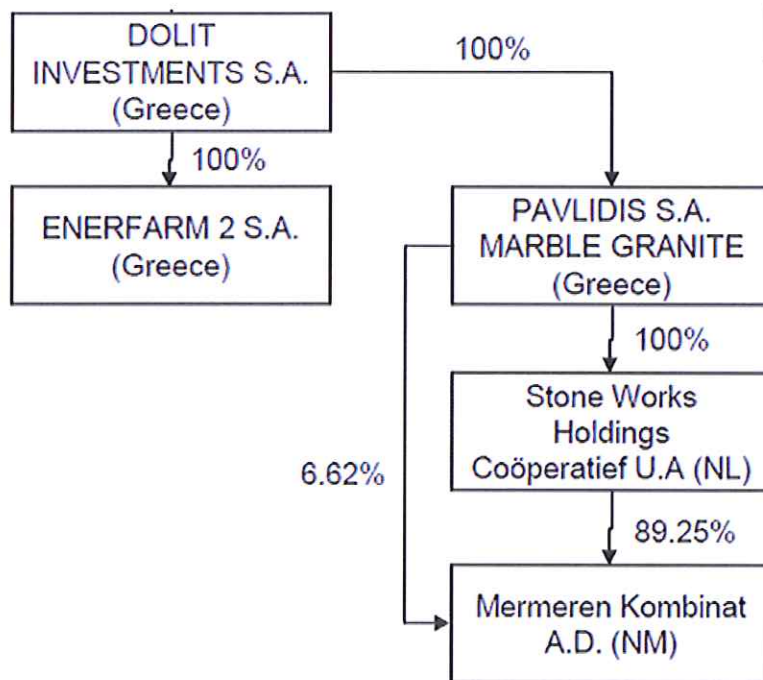 DOLIT
INVESTMENTS S.A.
(Greece)
100%
100%
ENERFARM 2 S.A.
(Greece)
PAVLIDIS S.A.
MARBLE GRANITE
(Greece)
100%
Stone Works
Holdings
Coöperatief U.A (NL)
6.62%
89.25%
Mermeren Kombinat
A.D. (NM)